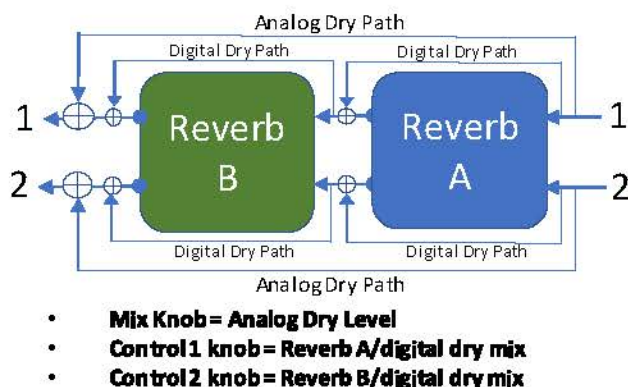 Analog Dry Path
Digital Dry Path
Digital Dry Path
1
Reverb
B
Reverb
A
1
2
2
Digital Dry Path
Digital Dry Path
Analog Dry Path
• Mix Knob = Analog Dry Level
• Control 1 knob = Reverb A/digital dry mix
• Control 2 knob = Reverb B/digital dry mix